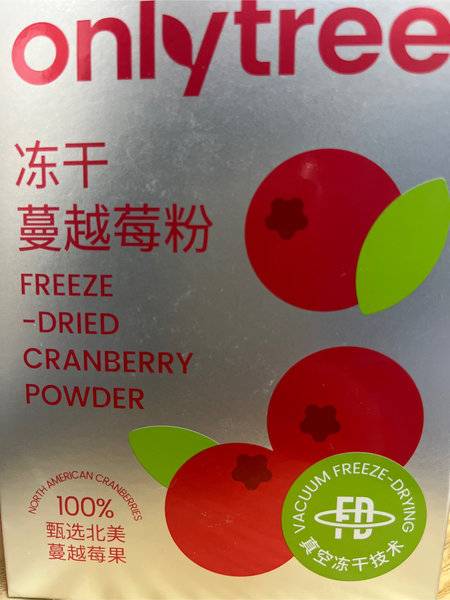 onlytree
冻干
蔓越莓粉
FREEZE
-DRIED
CRANBERRY
POWDER
NORTH AMERICAN CRANBERRIES
100%
甄选北美
蔓越莓果
VACUUM FREEZE-DRYING
FD
真空冻干技术